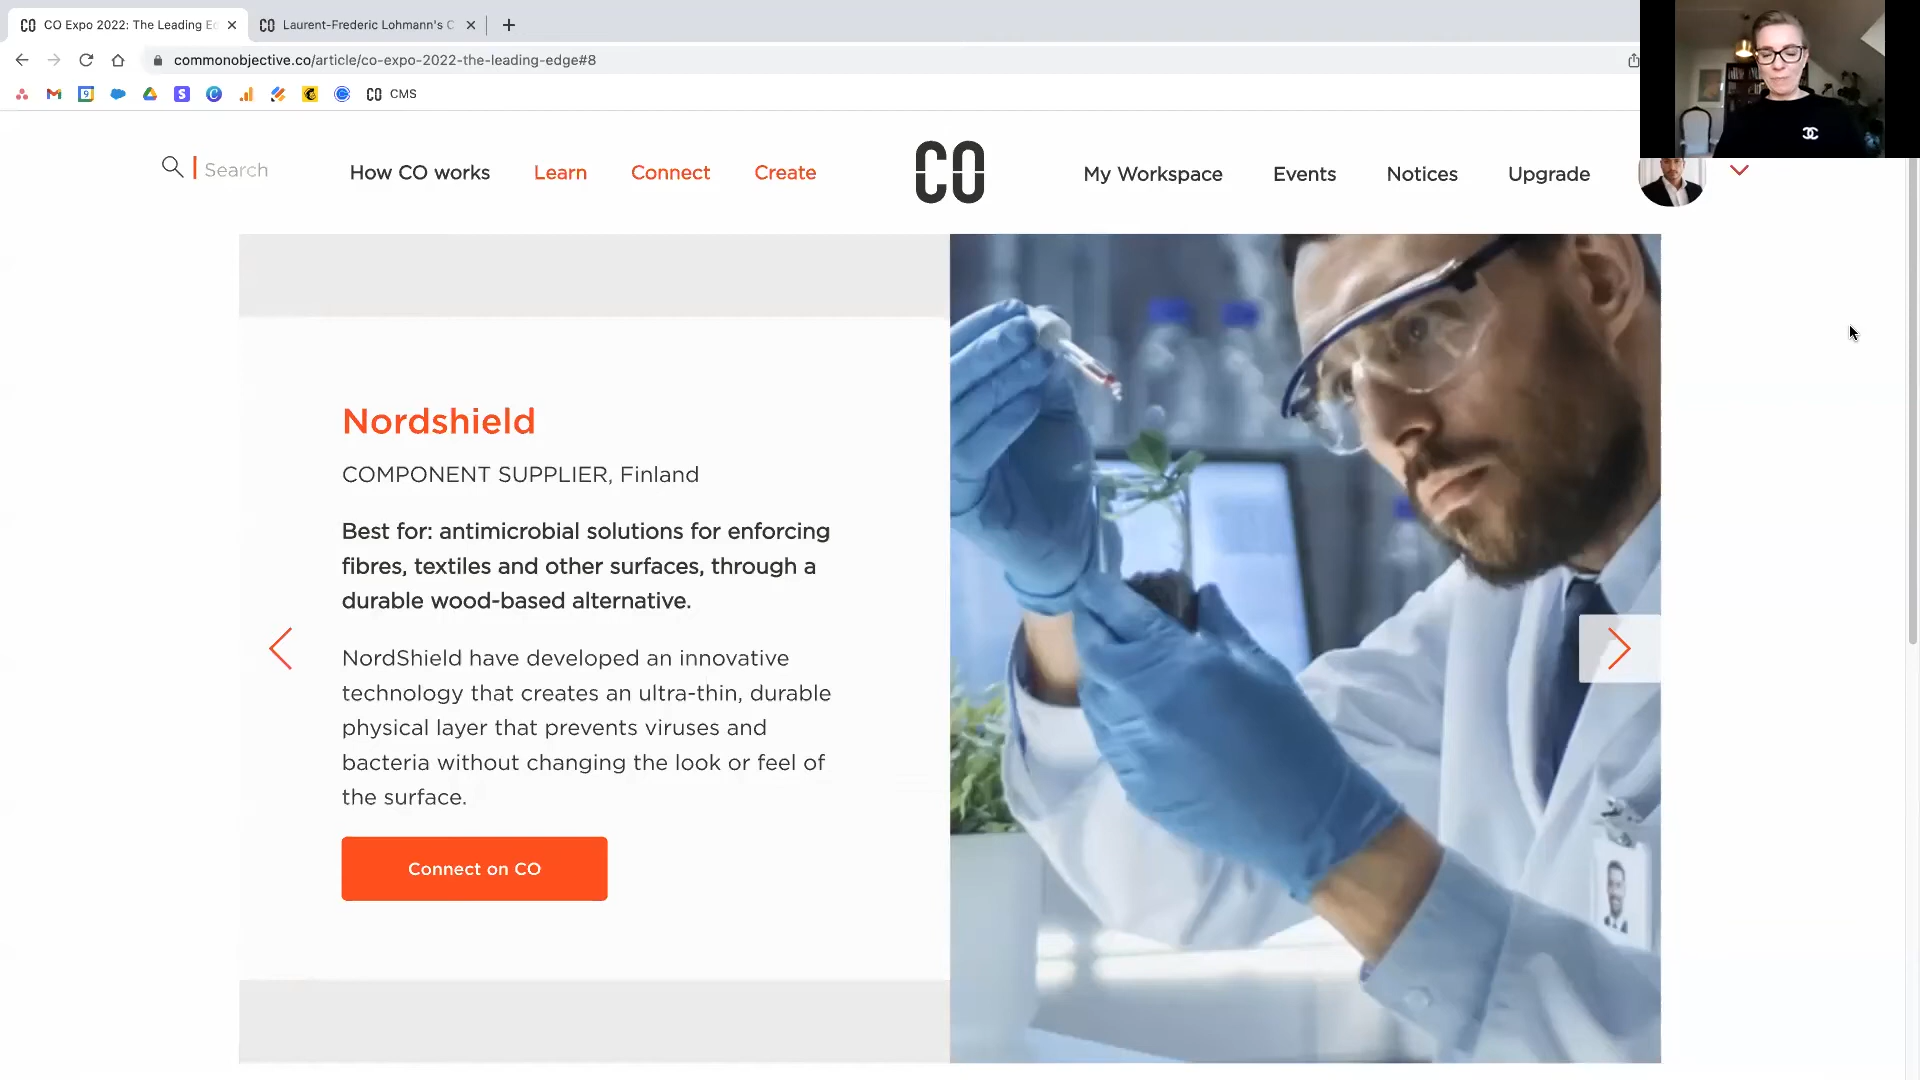 CO Expo 2022: The Leading E
Laurent-Frederic Lohmann's C
commonobjective.co/article/co-expo-2022-the-leading-edge#8
CO CMS
Search
How CO works
Learn
Connect
Create
CO
My Workspace
Events
Notices
Upgrade
Nordshield
COMPONENT SUPPLIER, Finland
Best for: antimicrobial solutions for enforcing
fibres, textiles and other surfaces, through a
durable wood-based alternative.
NordShield have developed an innovative
technology that creates an ultra-thin, durable
physical layer that prevents viruses and
bacteria without changing the look or feel of
the surface.
Connect on CO